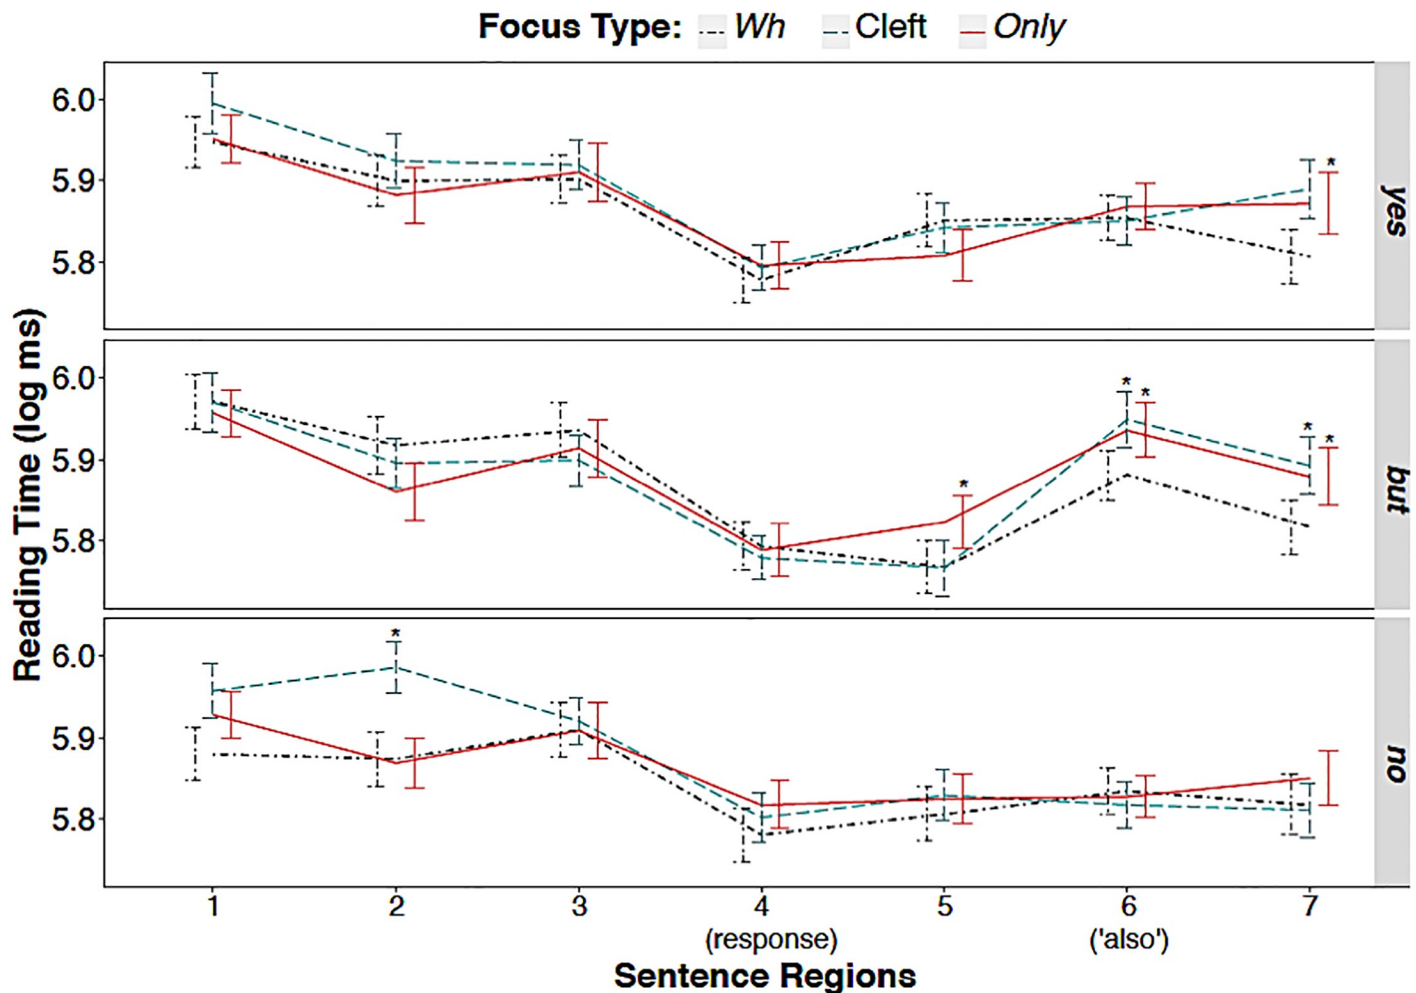 Focus Type: Wh Cleft Only
Reading Time (log ms)
6.0
5.9
5.8
*
yes
6.0
5.9
5.8
*
*
*
*
*
but
6.0
5.9
5.8
*
no
1 2 3 4 5 6 7
(response) ('also')
Sentence Regions